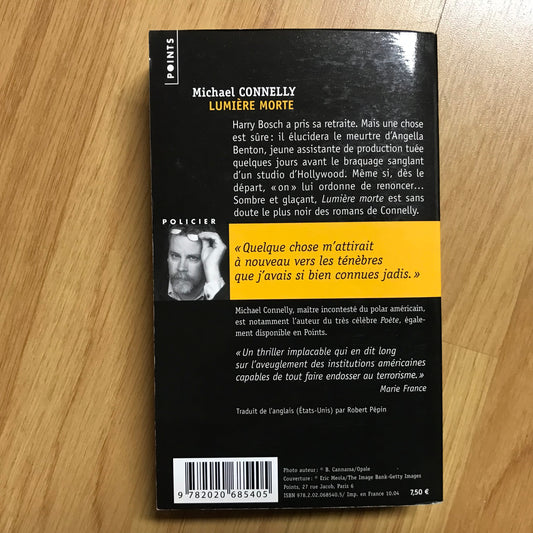 POINTS
Michael CONNELLY
LUMIÈRE MORTE
Harry Bosch a pris sa retraite. Mais une chose
est sûre : il élucidera le meurtre d'Angella
Benton, jeune assistante de production tuée
quelques jours avant le braquage sanglant
d'un studio d'Hollywood. Même si, dès le
départ, « on » lui ordonne de renoncer...
Sombre et glaçant, Lumière morte est sans
doute le plus noir des romans de Connelly.
POLICIER
« Quelque chose m'attirait
à nouveau vers les ténèbres
que j'avais si bien connues jadis. »
Michael Connelly, maître incontesté du polar américain,
est notamment l'auteur du très célèbre Poète, égale-
ment disponible en Points.
« Un thriller implacable qui en dit long
sur l'aveuglement des institutions américaines
capables de tout faire endosser au terrorisme. »
Marie France
Traduit de l'anglais (États-Unis) par Robert Pépin
9 782020 685405
Photo auteur : © B. Cannarsa/Opale
Couverture : © Eric Meola/The Image Bank-Getty Images
Points, 27 rue Jacob, Paris 6
ISBN 978.2.02.068540.5/ Imp. en France 10.04
7,50 €